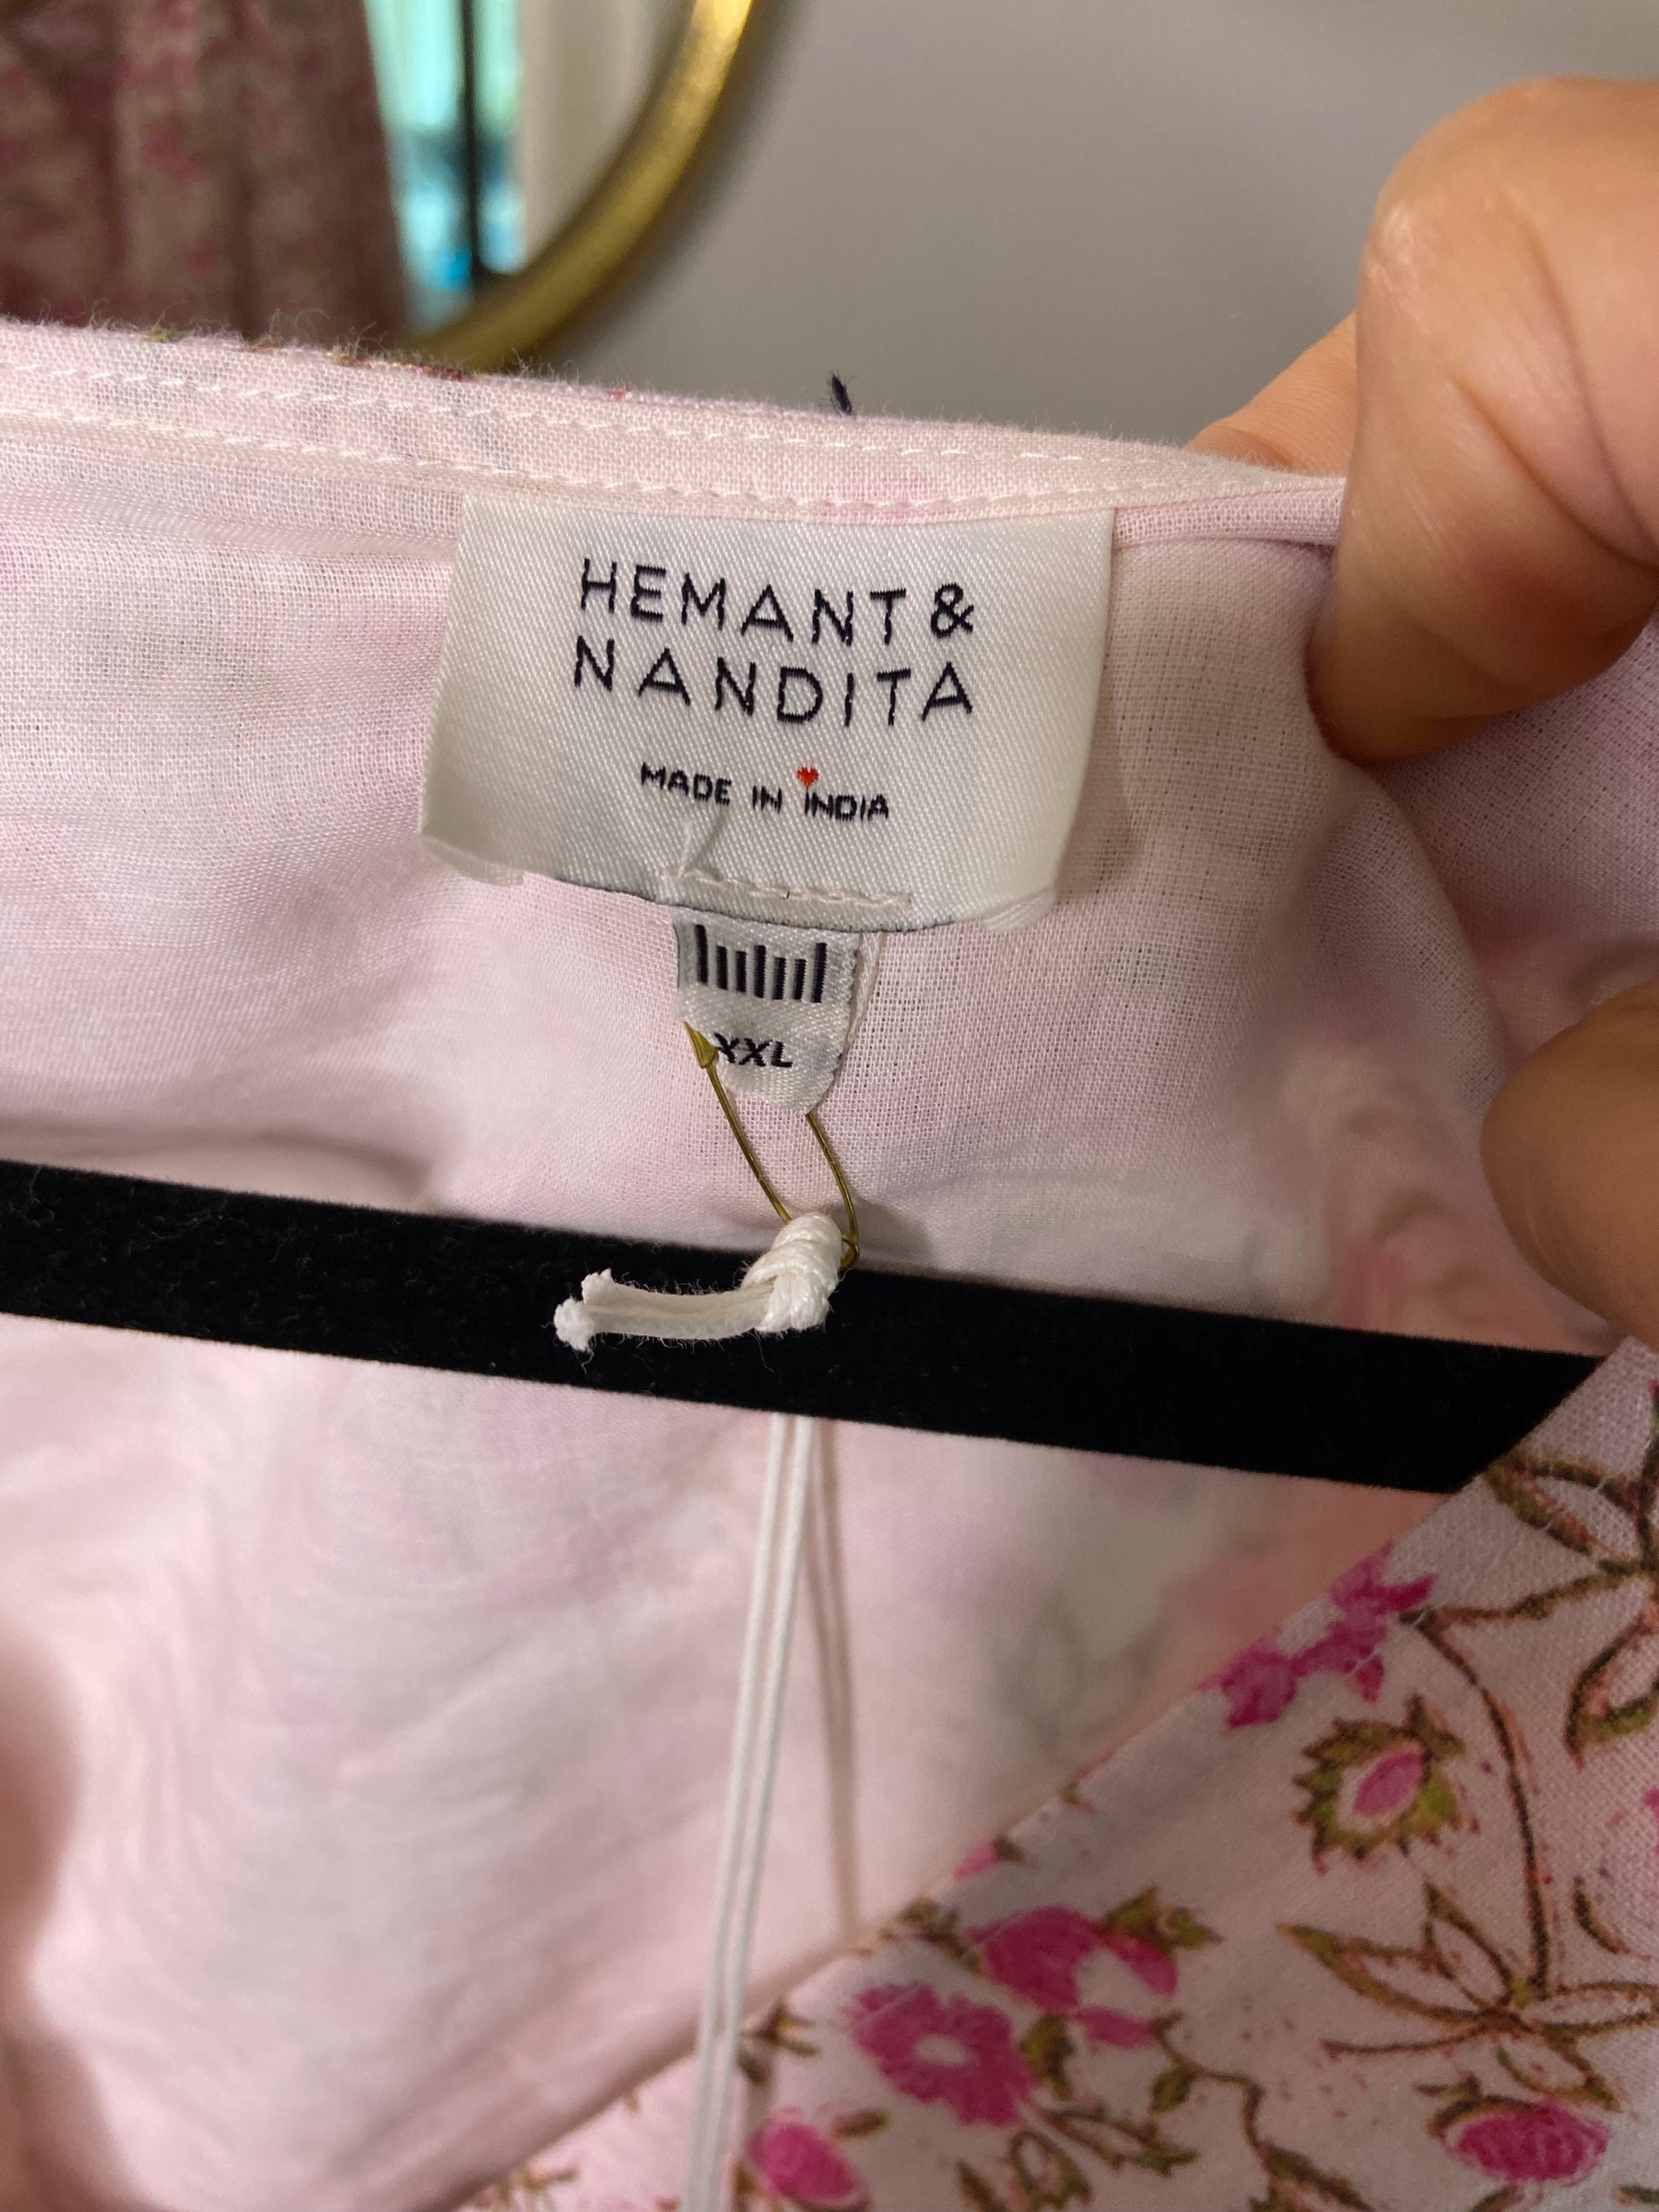 HEMANT &
NANDITA
MADE IN INDIA
XXL